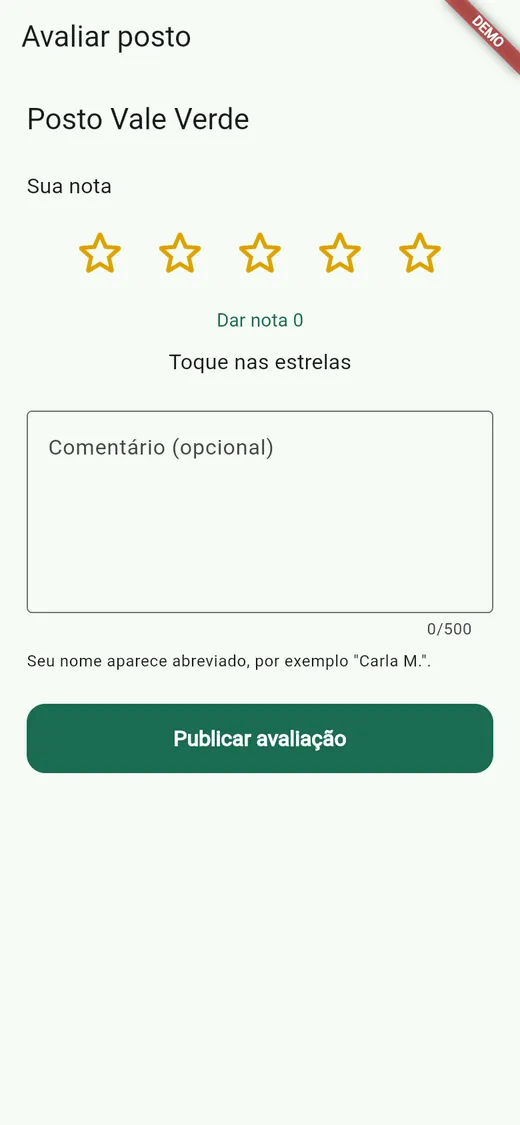 Avaliar posto
DEMO
Posto Vale Verde
Sua nota
Dar nota 0
Toque nas estrelas
Comentário (opcional)
0/500
Seu nome aparece abreviado, por exemplo "Carla M.".
Publicar avaliação